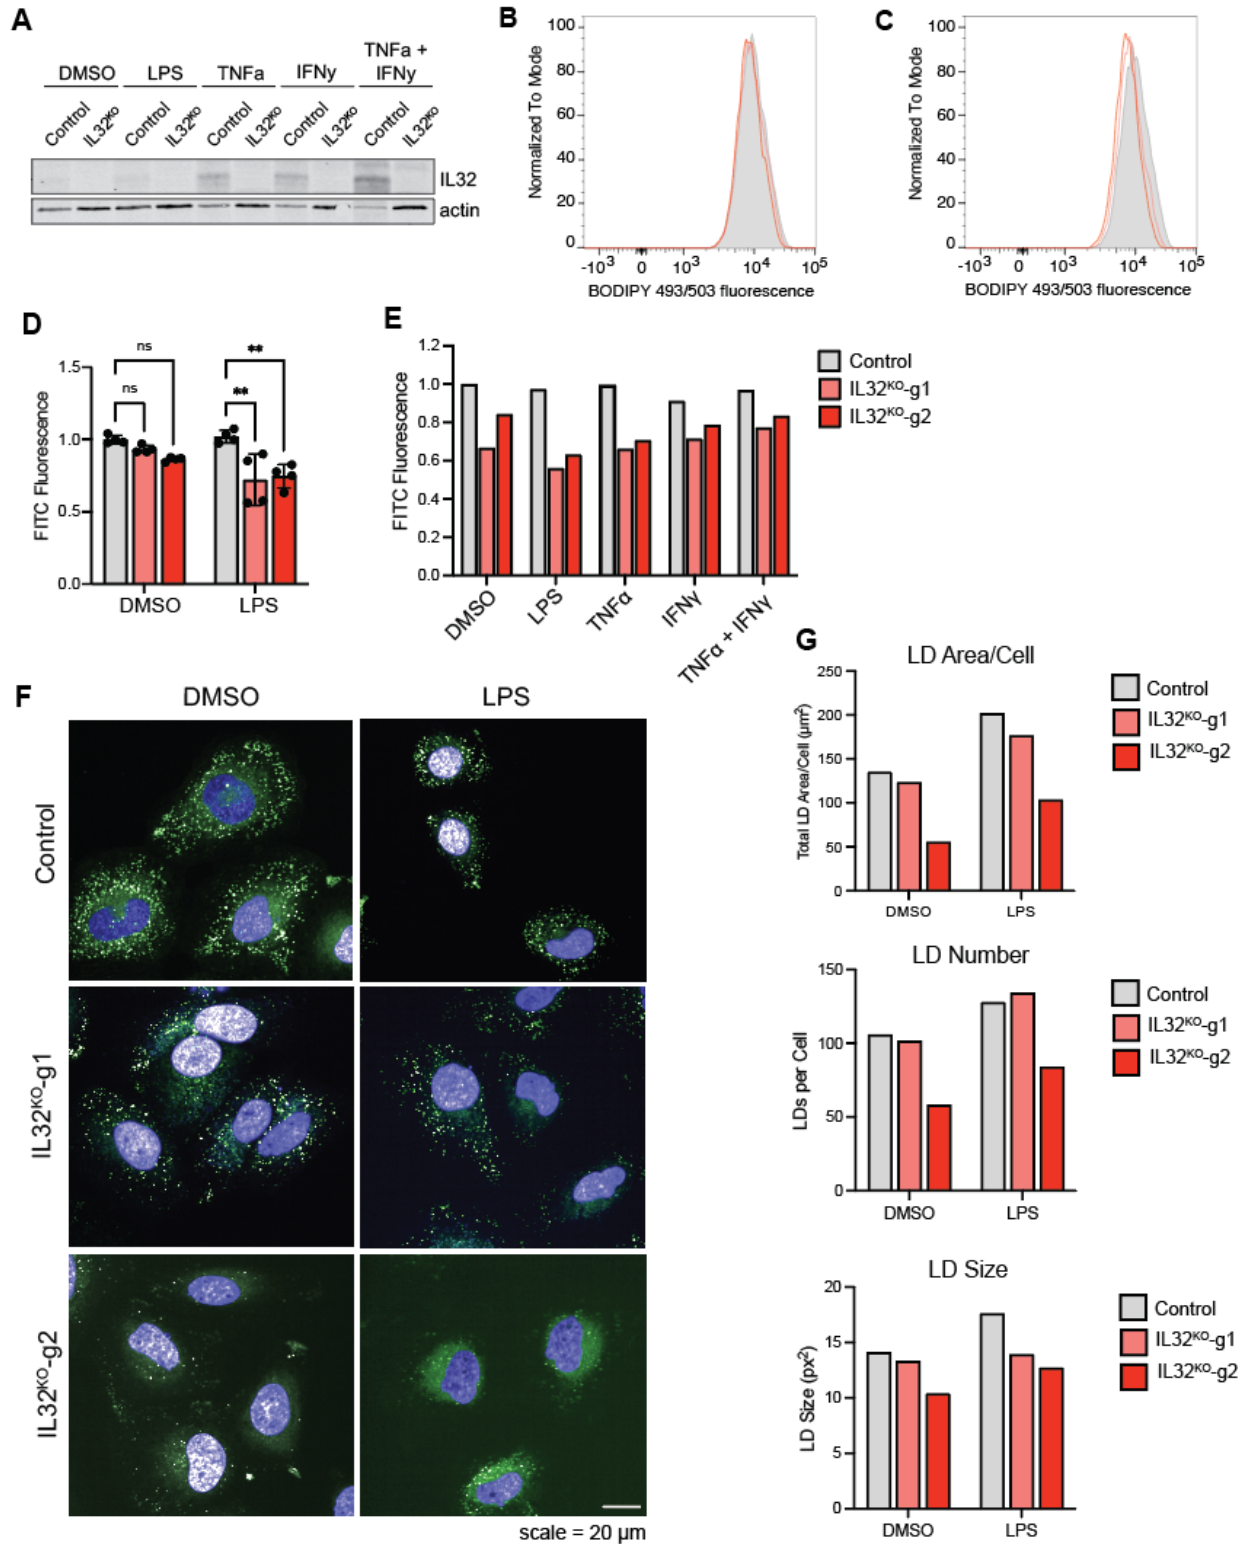 A
DMSO LPS TNFa IFNy TNFa + IFNy
Control IL32ᴷᴼ Control IL32ᴷᴼ Control IL32ᴷᴼ Control IL32ᴷᴼ Control IL32ᴷᴼ
IL32
actin
B
Normalized To Mode
100
80
60
40
20
0
-10³ 0 10³ 10⁴ 10⁵
BODIPY 493/503 fluorescence
C
Normalized To Mode
100
80
60
40
20
0
-10³ 0 10³ 10⁴ 10⁵
BODIPY 493/503 fluorescence
D
FITC Fluorescence
1.5
1.0
0.5
0.0
ns
ns
**
**
DMSO LPS
E
FITC Fluorescence
1.2
1.0
0.8
0.6
0.4
0.2
0.0
DMSO LPS TNFα IFNγ TNFα + IFNγ
Control
IL32ᴷᴼ-g1
IL32ᴷᴼ-g2
F
DMSO LPS
Control
IL32ᴷᴼ-g1
IL32ᴷᴼ-g2
scale = 20 µm
G
LD Area/Cell
Total LD Area/Cell (µm²)
250
200
150
100
50
0
DMSO LPS
Control
IL32ᴷᴼ-g1
IL32ᴷᴼ-g2
LD Number
LDs per Cell
150
100
50
0
DMSO LPS
Control
IL32ᴷᴼ-g1
IL32ᴷᴼ-g2
LD Size
LD Size (px²)
20
15
10
5
0
DMSO LPS
Control
IL32ᴷᴼ-g1
IL32ᴷᴼ-g2